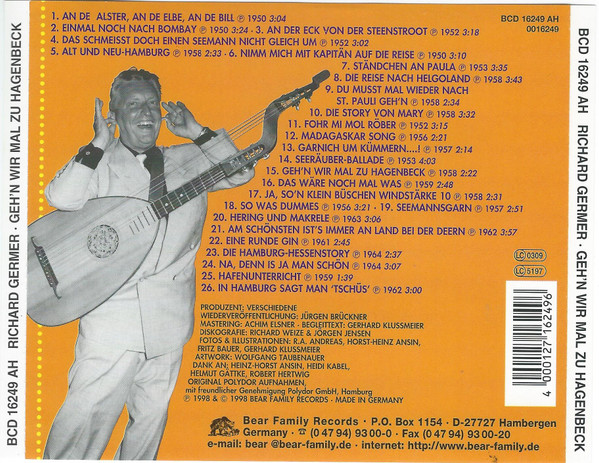 BCD 16249 AH RICHARD GERMER · GEH'N WIR MAL ZU HAGENBECK
1. AN DE ALSTER, AN DE ELBE, AN DE BILL ℗ 1950 3:04
2. EINMAL NOCH NACH BOMBAY ℗ 1950 3:24 · 3. AN DER ECK VON DER STEENSTROOT ℗ 1952 3:18
4. DAS SCHMEISST DOCH EINEN SEEMANN NICHT GLEICH UM ℗ 1952 3:02
5. ALT UND NEU-HAMBURG ℗ 1958 2:33 · 6. NIMM MICH MIT KAPITÄN AUF DIE REISE ℗ 1950 3:10
7. STÄNDCHEN AN PAULA ℗ 1953 3:35
8. DIE REISE NACH HELGOLAND ℗ 1958 3:43
9. DU MUSST MAL WIEDER NACH
ST. PAULI GEH'N ℗ 1958 2:34
10. DIE STORY VON MARY ℗ 1958 3:32
11. FOHR MI MOL RÖBER ℗ 1952 3:15
12. MADAGASKAR SONG ℗ 1956 2:21
13. GARNICH UM KÜMMERN....! ℗ 1957 2:14
14. SEERÄUBER-BALLADE ℗ 1953 4:03
15. GEH'N WIR MAL ZU HAGENBECK ℗ 1958 2:22
16. DAS WÄRE NOCH MAL WAS ℗ 1959 2:48
17. JA, SO'N KLEIN BÜSCHEN WINDSTÄRKE 10 ℗ 1958 2:31
18. SO WAS DUMMES ℗ 1956 3:21 · 19. SEEMANNSGARN ℗ 1957 2:51
20. HERING UND MAKRELE ℗ 1963 3:06
21. AM SCHÖNSTEN IST'S IMMER AN LAND BEI DER DEERN ℗ 1962 3:57
22. EINE RUNDE GIN ℗ 1961 2:45
23. DIE HAMBURG-HESSENSTORY ℗ 1964 2:37
24. NA, DENN IS JA MAN SCHÖN ℗ 1964 3:37
25. HAFENUNTERRICHT ℗ 1959 1:39
26. IN HAMBURG SAGT MAN 'TSCHÜS' ℗ 1962 3:00
BCD 16249 AH
0016249
LC 0309
LC 5197
4 000127 162496
PRODUZENT: VERSCHIEDENE
WIEDERVERÖFFENTLICHUNG: JÜRGEN BRÜCKNER
MASTERING: ACHIM ELSNER · BEGLEITTEXT: GERHARD KLUSSMEIER
DISKOGRAFIE: RICHARD WEIZE & JÖRGEN JENSEN
FOTOS & ILLUSTRATIONEN: R.A. ANDREAS, HORST-HEINZ ANSIN,
FRITZ BAUER, GERHARD KLUSSMEIER
ARTWORK: WOLFGANG TAUBENAUER
DANK AN: HEINZ-HORST ANSIN, HEIDI KABEL,
HELMUT GÄTTKE, ROBERT HERTWIG
ORIGINAL POLYDOR AUFNAHMEN,
mit Freundlicher Genehmigung Polydor GmbH, Hamburg
℗ 1998 & © 1998 BEAR FAMILY RECORDS · MADE IN GERMANY
Bear Family Records · P.O. Box 1154 · D-27727 Hambergen
Germany · ✆ (0 47 94) 93 00-0 · Fax (0 47 94) 93 00-20
e-mail: bear @bear-family.de · internet: http://www.bear-family.de
BCD 16249 AH RICHARD GERMER · GEH'N WIR MAL ZU HAGENBECK